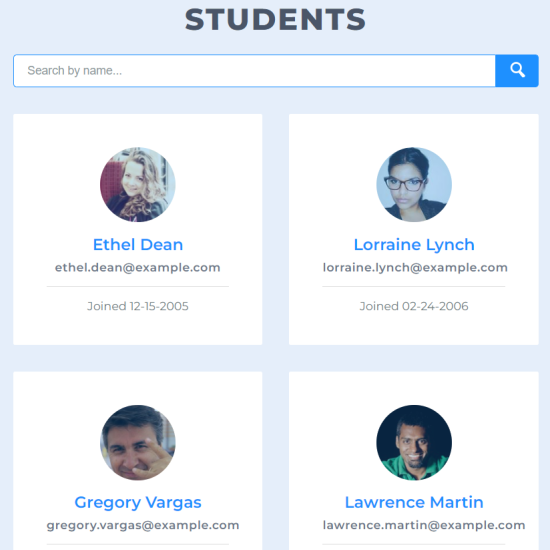 STUDENTS
Search by name...
Ethel Dean
ethel.dean@example.com
Joined 12-15-2005
Lorraine Lynch
lorraine.lynch@example.com
Joined 02-24-2006
Gregory Vargas
gregory.vargas@example.com
Lawrence Martin
lawrence.martin@example.com